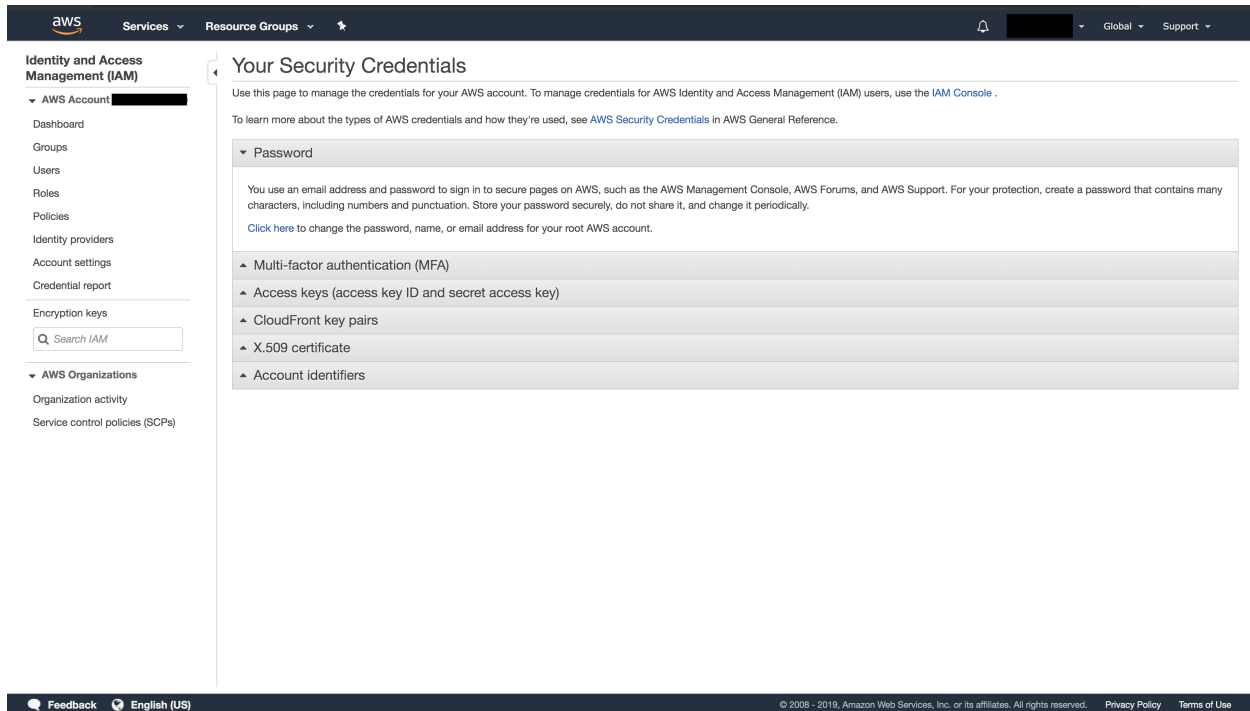 aws Services Resource Groups Global Support
Identity and Access
Management (IAM)
AWS Account
Dashboard
Groups
Users
Roles
Policies
Identity providers
Account settings
Credential report
Encryption keys
Search IAM
AWS Organizations
Organization activity
Service control policies (SCPs)
Your Security Credentials
Use this page to manage the credentials for your AWS account. To manage credentials for AWS Identity and Access Management (IAM) users, use the IAM Console .
To learn more about the types of AWS credentials and how they're used, see AWS Security Credentials in AWS General Reference.
Password
You use an email address and password to sign in to secure pages on AWS, such as the AWS Management Console, AWS Forums, and AWS Support. For your protection, create a password that contains many
characters, including numbers and punctuation. Store your password securely, do not share it, and change it periodically.
Click here to change the password, name, or email address for your root AWS account.
Multi-factor authentication (MFA)
Access keys (access key ID and secret access key)
CloudFront key pairs
X.509 certificate
Account identifiers
Feedback English (US) © 2008 - 2019, Amazon Web Services, Inc. or its affiliates. All rights reserved. Privacy Policy Terms of Use